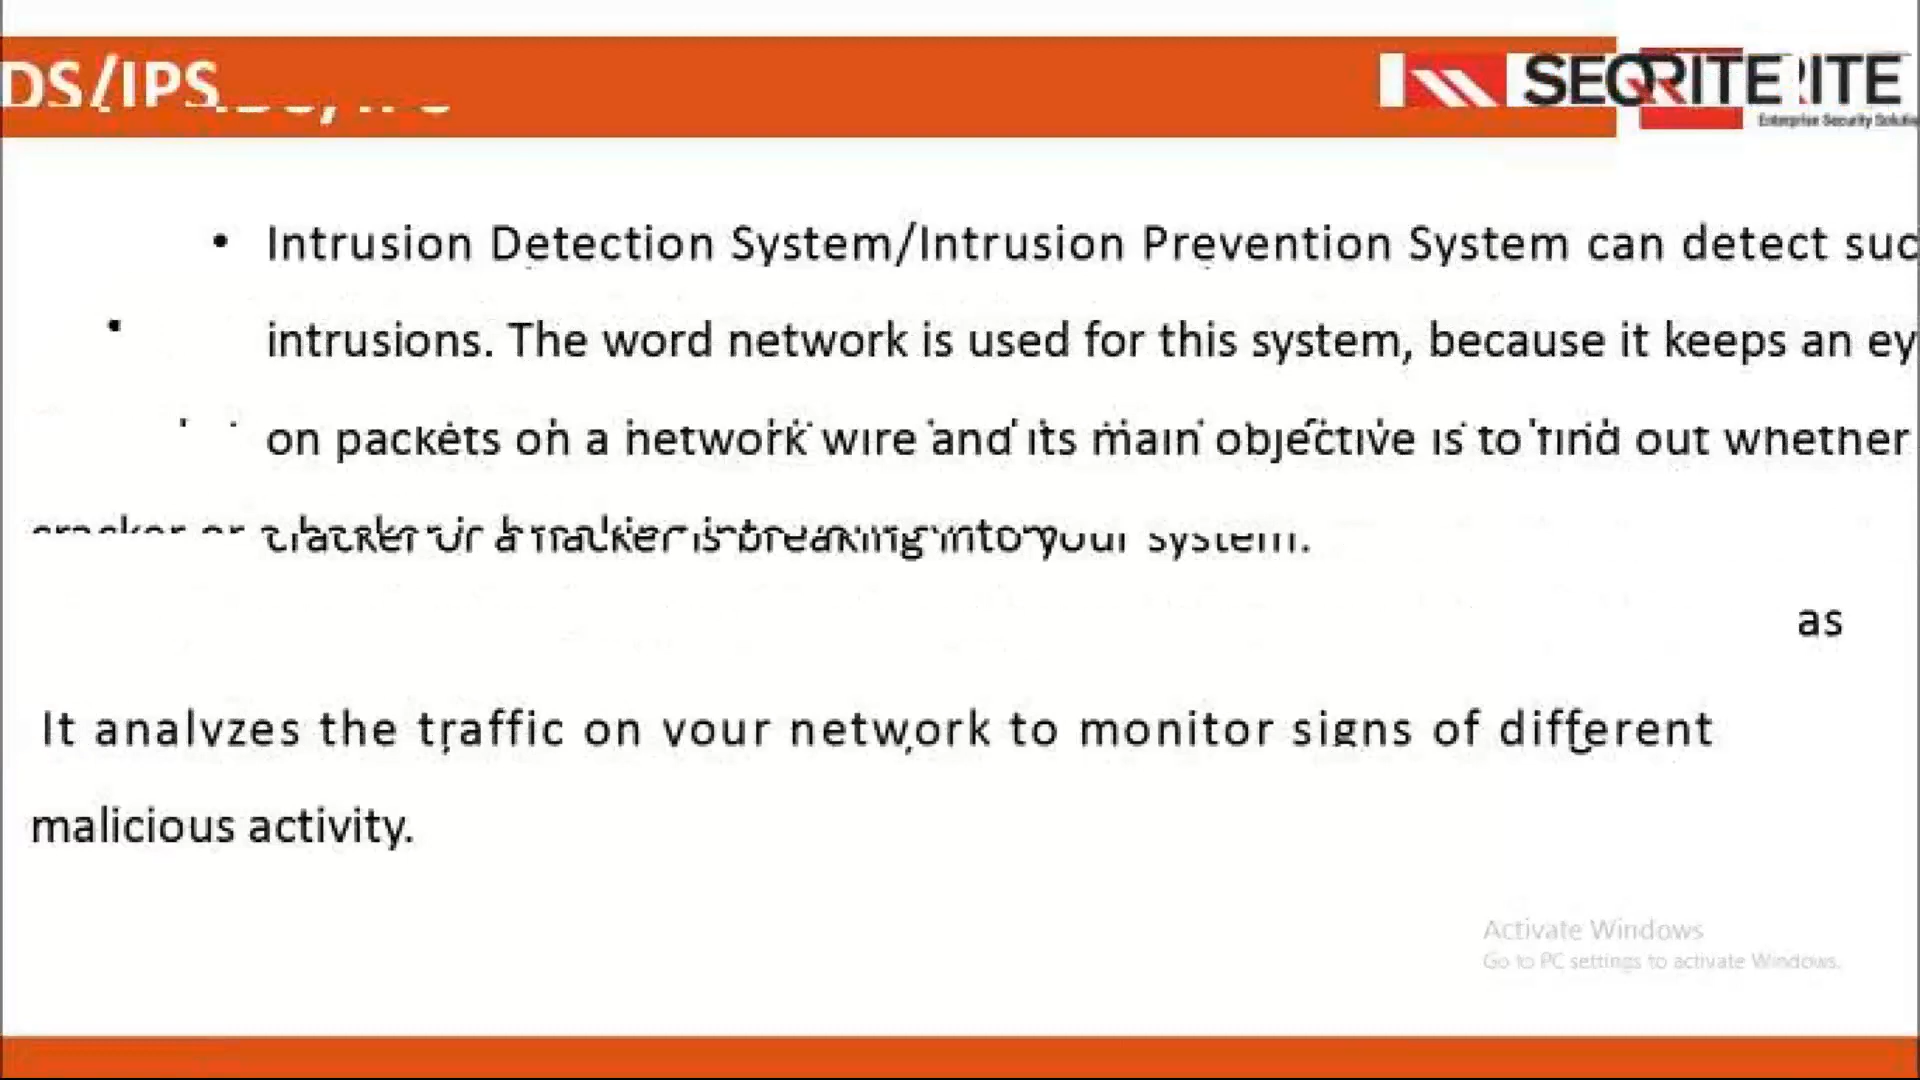 DS/IPS
SEQRITE
Enterprise Security
• Intrusion Detection System/Intrusion Prevention System can detect suc
intrusions. The word network is used for this system, because it keeps an ey
on packets on a network wire and its main objective is to find out whether
cracker or a hacker is breaking into your system.
as
It analyzes the traffic on your network to monitor signs of different
malicious activity.
Activate Windows
Go to PC settings to activate Windows.